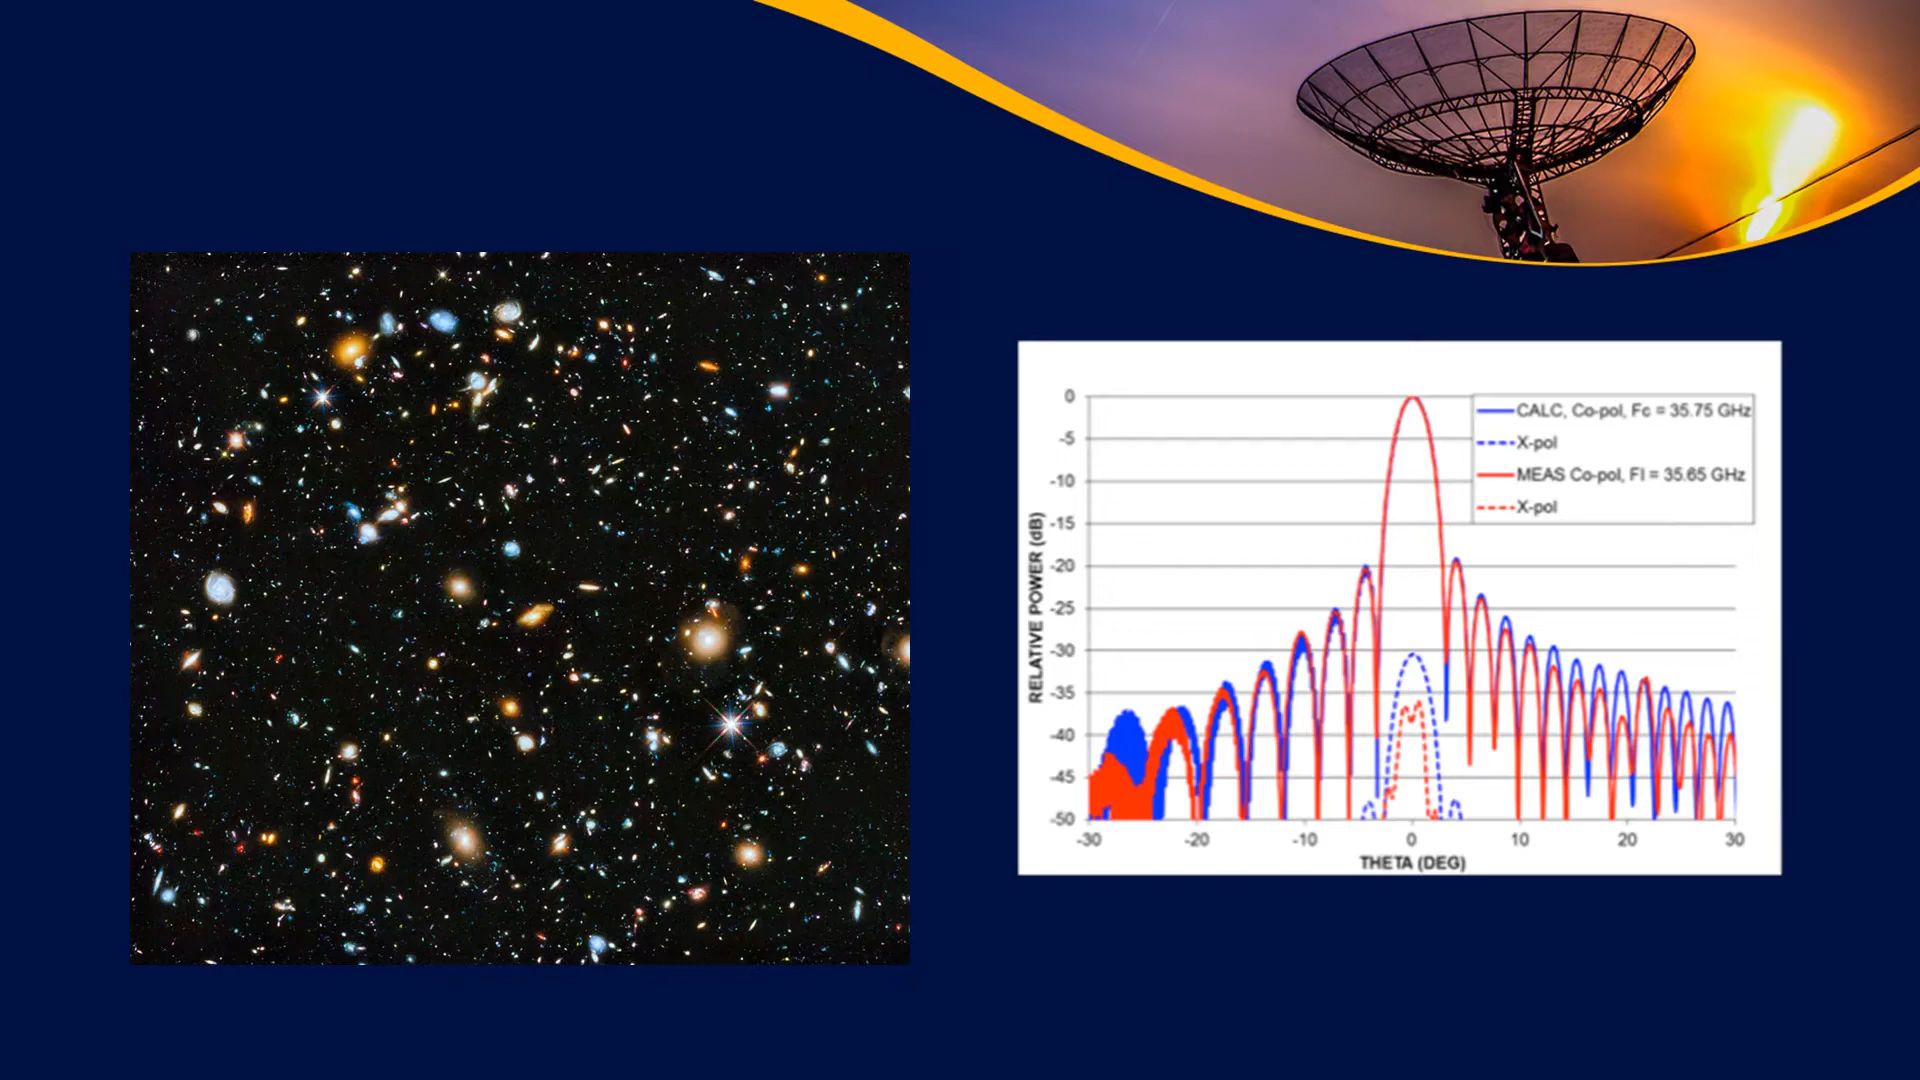 CALC, Co-pol, Fc = 35.75 GHz
X-pol
MEAS Co-pol, Fl = 35.65 GHz
X-pol
RELATIVE POWER (dB)
0
-5
-10
-15
-20
-25
-30
-35
-40
-45
-50
-30 -20 -10 0 10 20 30
THETA (DEG)